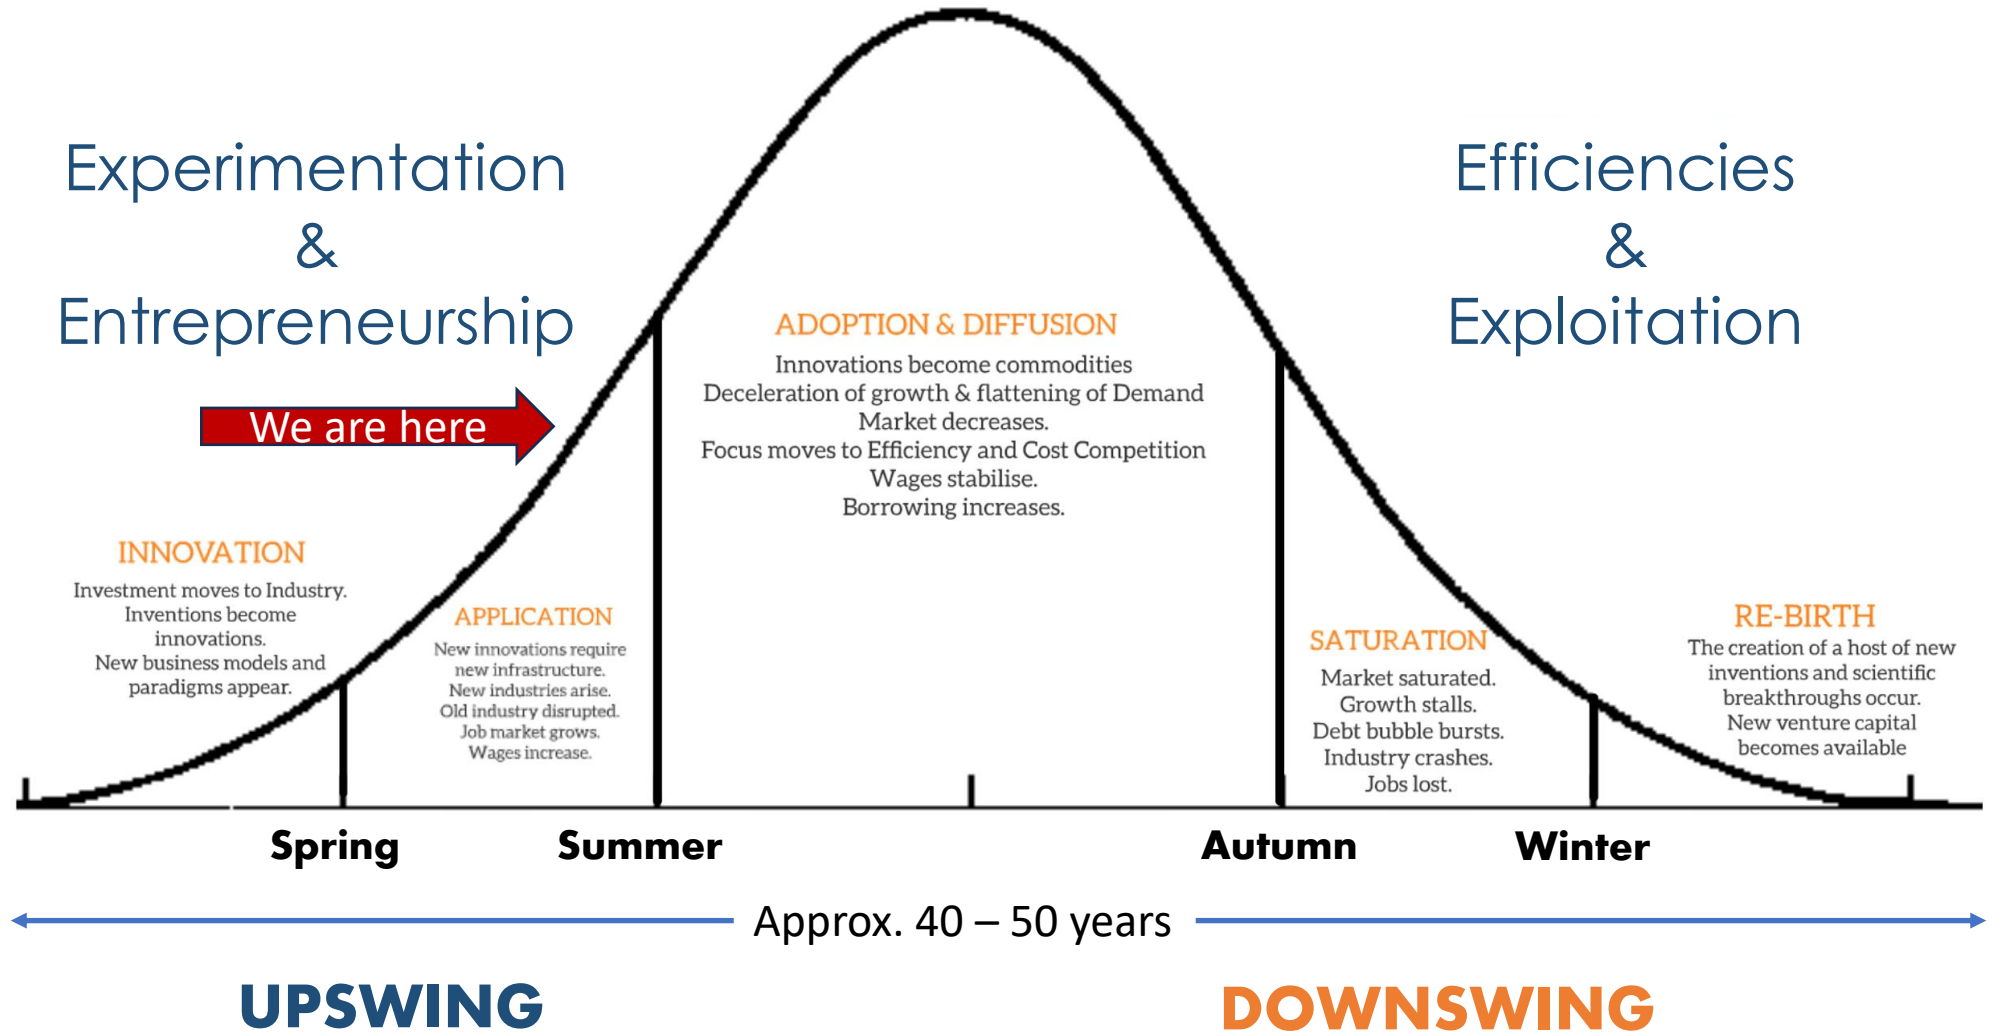 Experimentation
&
Entrepreneurship
We are here
Efficiencies
&
Exploitation
INNOVATION
Investment moves to Industry.
Inventions become
innovations.
New business models and
paradigms appear.
APPLICATION
New innovations require
new infrastructure.
New industries arise.
Old industry disrupted.
Job market grows.
Wages increase.
ADOPTION & DIFFUSION
Innovations become commodities
Deceleration of growth & flattening of Demand
Market decreases.
Focus moves to Efficiency and Cost Competition
Wages stabilise.
Borrowing increases.
SATURATION
Market saturated.
Growth stalls.
Debt bubble bursts.
Industry crashes.
Jobs lost.
RE-BIRTH
The creation of a host of new
inventions and scientific
breakthroughs occur.
New venture capital
becomes available
Spring
Summer
Autumn
Winter
Approx. 40 – 50 years
UPSWING
DOWNSWING